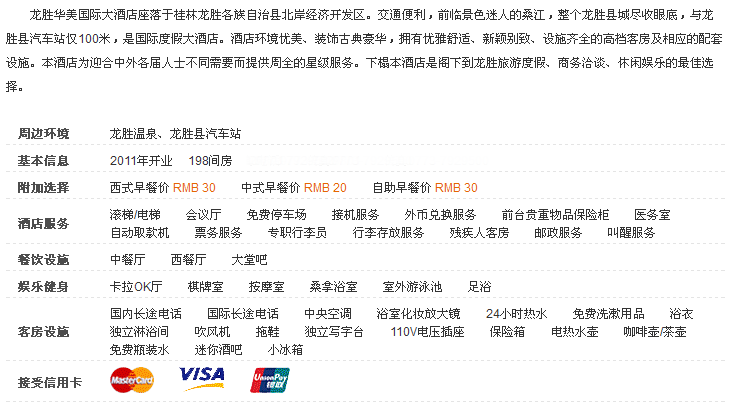 龙胜华美国际大酒店座落于桂林龙胜各族自治县北岸经济开发区。交通便利，前临景色迷人的桑江，整个龙胜县城尽收眼底，与龙
胜县汽车站仅100米，是国际度假大酒店。酒店环境优美、装饰古典豪华，拥有优雅舒适、新颖别致、设施齐全的高档客房及相应的配套
设施。本酒店为迎合中外各届人士不同需要而提供周全的星级服务。下榻本酒店是阁下到龙胜旅游度假、商务洽谈、休闲娱乐的最佳选
择。
周边环境 龙胜温泉、龙胜县汽车站
基本信息 2011年开业 198间房
附加选择 西式早餐价 RMB 30 中式早餐价 RMB 20 自助早餐价 RMB 30
酒店服务 滚梯/电梯 会议厅 免费停车场 接机服务 外币兑换服务 前台贵重物品保险柜 医务室
自动取款机 票务服务 专职行李员 行李存放服务 残疾人客房 邮政服务 叫醒服务
餐饮设施 中餐厅 西餐厅 大堂吧
娱乐健身 卡拉OK厅 棋牌室 按摩室 桑拿浴室 室外游泳池 足浴
客房设施 国内长途电话 国际长途电话 中央空调 浴室化妆放大镜 24小时热水 免费洗漱用品 浴衣
独立淋浴间 吹风机 拖鞋 独立写字台 110V电压插座 保险箱 电热水壶 咖啡壶/茶壶
免费瓶装水 迷你酒吧 小冰箱
接受信用卡 MasterCard VISA UnionPay 银联